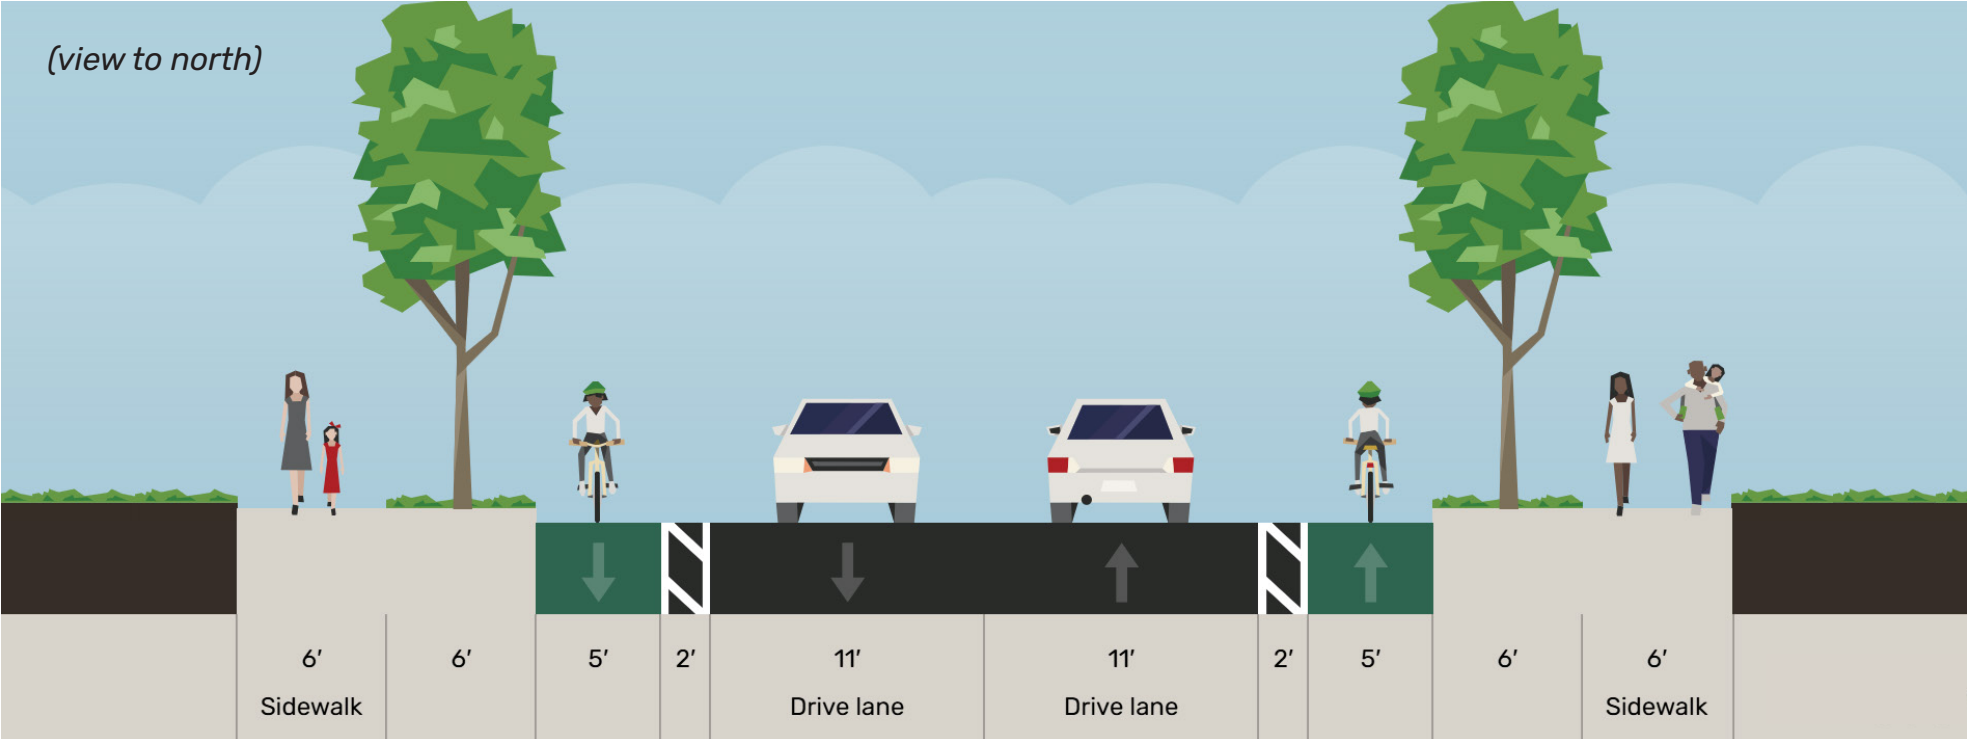 (view to north)
6’ 6’ 5’ 2’ 11’ 11’ 2’ 5’ 6’ 6’
Sidewalk Drive lane Drive lane Sidewalk